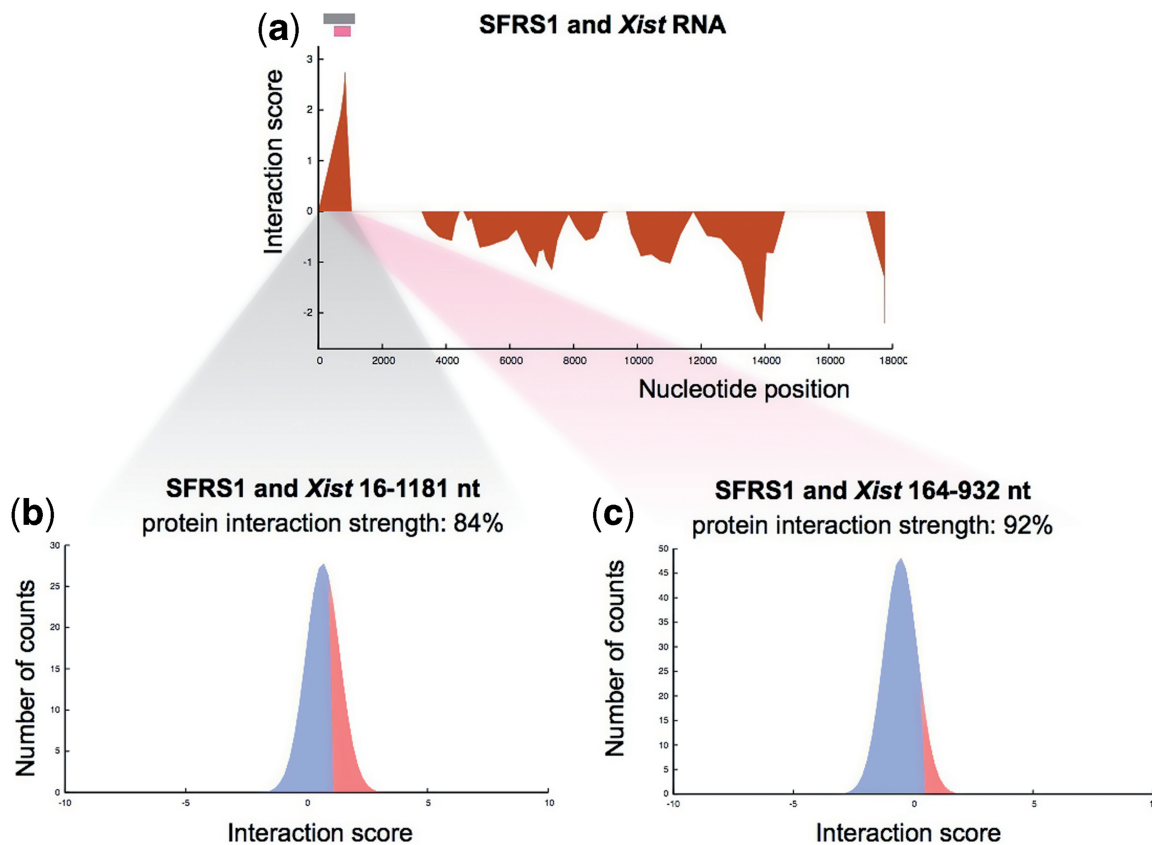 (a)
SFRS1 and Xist RNA
Interaction score
3
2
1
0
-1
-2
0 2000 4000 6000 8000 10000 12000 14000 16000 18000
Nucleotide position
(b)
SFRS1 and Xist 16-1181 nt
protein interaction strength: 84%
Number of counts
30
25
20
15
10
5
0
-10 -5 0 5 10
Interaction score
(c)
SFRS1 and Xist 164-932 nt
protein interaction strength: 92%
Number of counts
50
45
40
35
30
25
20
15
10
5
0
-10 -5 0 5
Interaction score